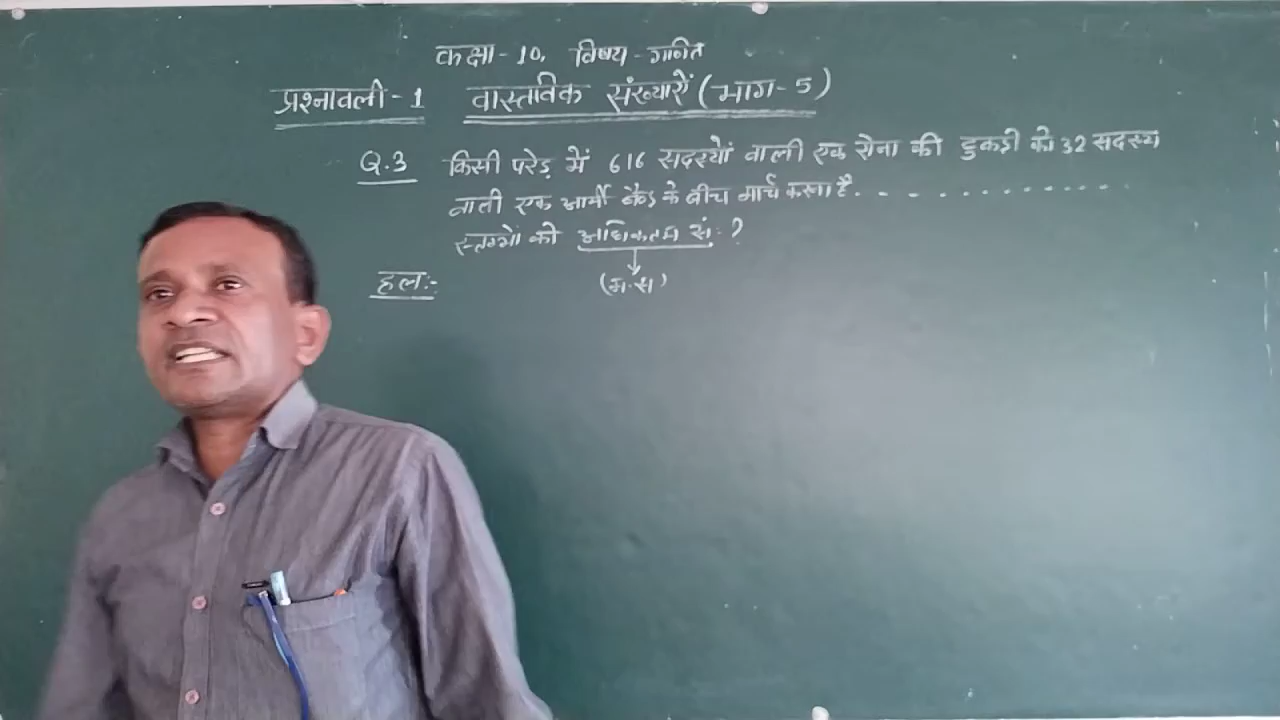 कक्षा - 10, विषय - गणित
प्रश्नावली - 1 वास्तविक संख्याऐं (भाग - 5)
Q.3 किसी परेड़ में 616 सदस्यों वाली एक सेना की टुकड़ी को 32 सदस्य
वाली एक आर्मी बैंड के बीच मार्च करना है. - - . . . . . . . . . . . .
स्तम्भों की अधिकतम सं. ?
हल:- (म.स)